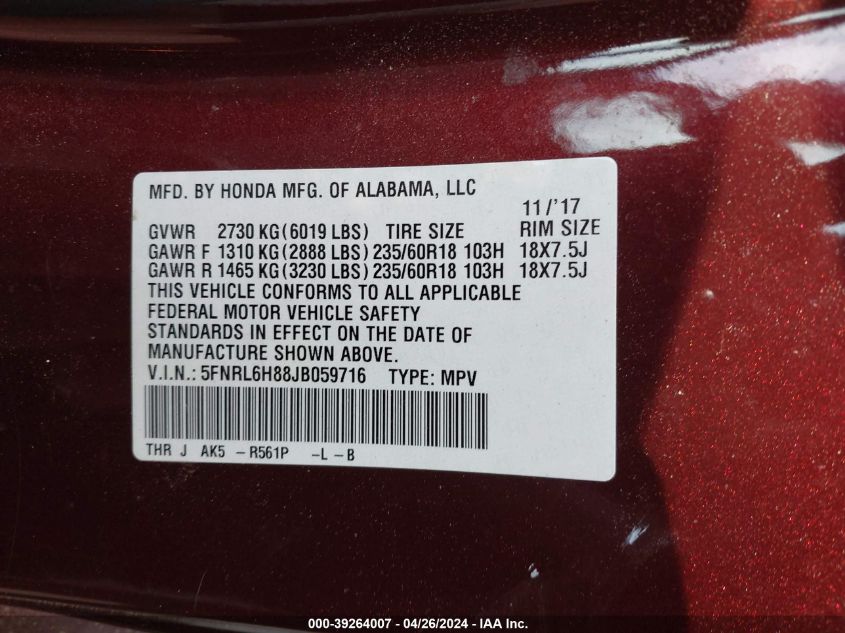 MFD. BY HONDA MFG. OF ALABAMA, LLC
11/'17
GVWR 2730 KG(6019 LBS) TIRE SIZE RIM SIZE
GAWR F 1310 KG(2888 LBS) 235/60R18 103H 18X7.5J
GAWR R 1465 KG(3230 LBS) 235/60R18 103H 18X7.5J
THIS VEHICLE CONFORMS TO ALL APPLICABLE
FEDERAL MOTOR VEHICLE SAFETY
STANDARDS IN EFFECT ON THE DATE OF
MANUFACTURE SHOWN ABOVE.
V.I.N.: 5FNRL6H88JB059716 TYPE: MPV
THR J AK5 -R561P -L-B
000-39264007 - 04/26/2024 - IAA Inc.